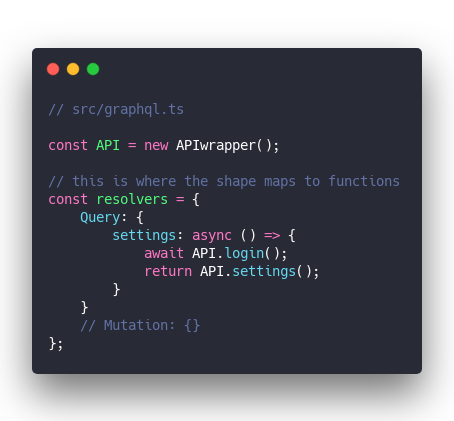 // src/graphql.ts

const API = new APIwrapper();

// this is where the shape maps to functions
const resolvers = {
    Query: {
        settings: async () => {
            await API.login();
            return API.settings();
        }
    }
    // Mutation: {}
};